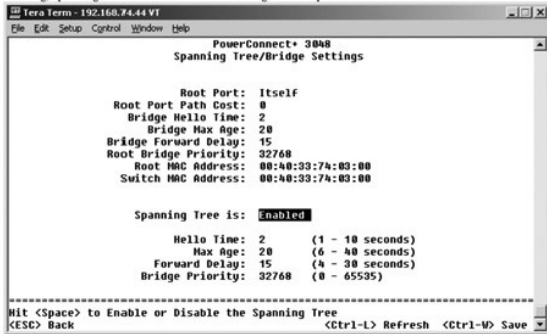 Tera Term - 192.168.74.44 VT
File Edit Setup Control Window Help
PowerConnect+ 3048
Spanning Tree/Bridge Settings
Root Port: Itself
Root Port Path Cost: 0
Bridge Hello Time: 2
Bridge Max Age: 20
Bridge Forward Delay: 15
Root Bridge Priority: 32768
Root MAC Address: 00:40:33:74:03:00
Switch MAC Address: 00:40:33:74:03:00
Spanning Tree is: Enabled
Hello Time: 2 (1 - 10 seconds)
Max Age: 20 (6 - 40 seconds)
Forward Delay: 15 (4 - 30 seconds)
Bridge Priority: 32768 (0 - 65535)
Hit <Space> to Enable or Disable the Spanning Tree
<ESC> Back <Ctrl-L> Refresh <Ctrl-W> Save